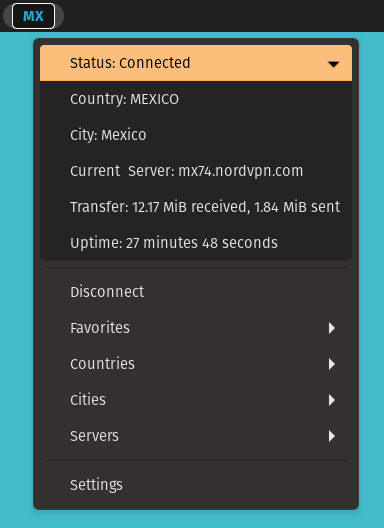 MX
Status: Connected
Country: MEXICO
City: Mexico
Current  Server: mx74.nordvpn.com
Transfer: 12.17 MiB received, 1.84 MiB sent
Uptime: 27 minutes 48 seconds
Disconnect
Favorites
Countries
Cities
Servers
Settings